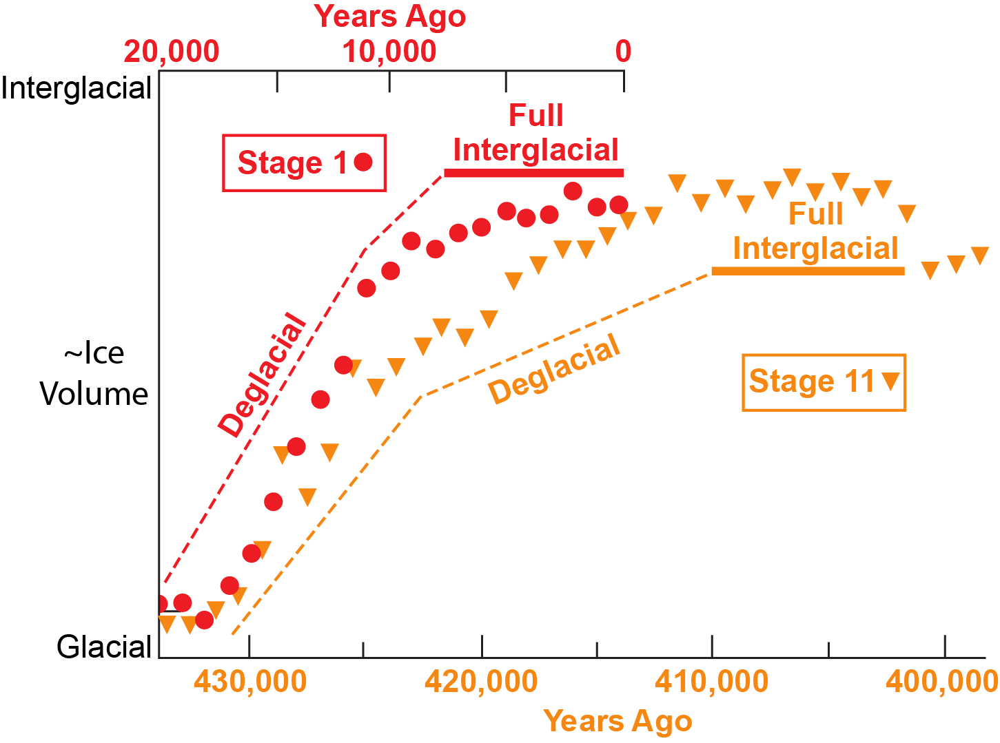 Years Ago
20,000 10,000 0
Interglacial
Full
Interglacial
Stage 1
Full
Interglacial
Deglacial
~Ice
Volume
Deglacial
Stage 11
Glacial
430,000 420,000 410,000 400,000
Years Ago